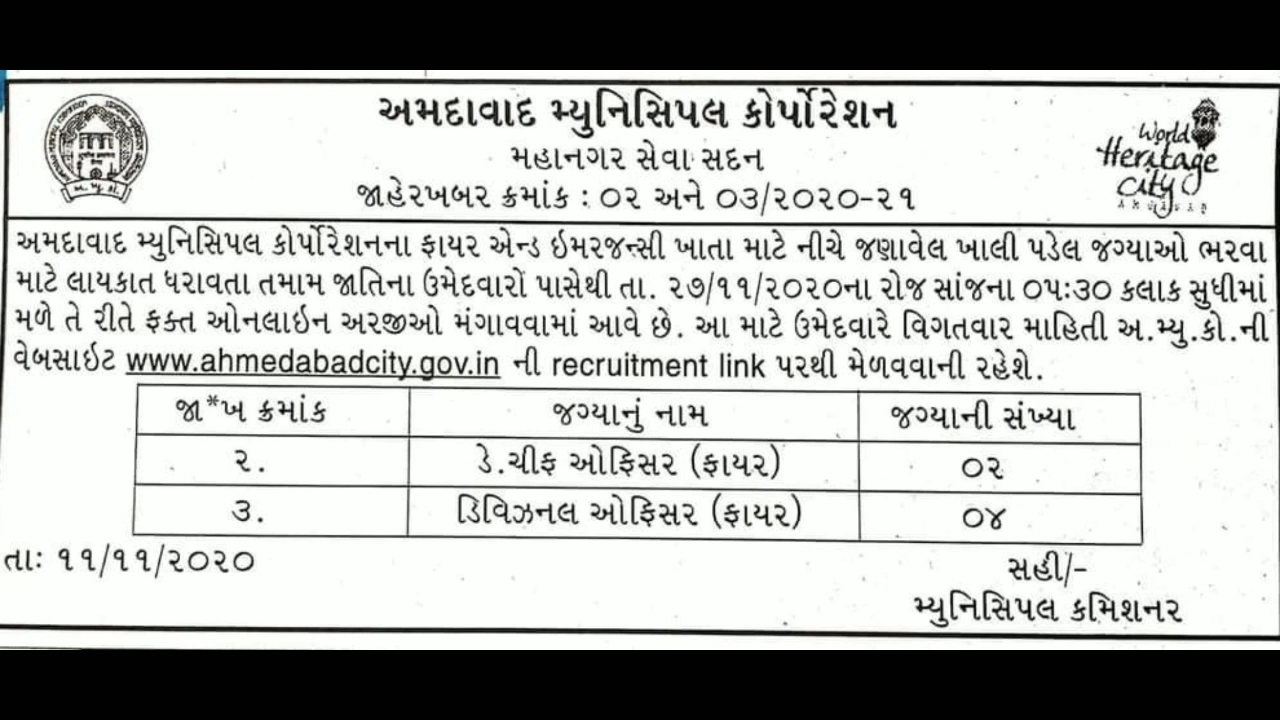 અમદાવાદ મ્યુનિસિપલ કોર્પોરેશન
મહાનગર સેવા સદન
જાહેરખબર ક્રમાંક : ૦૨ અને ૦૩/૨૦૨૦-૨૧
World
Heritage
city
અમદાવાદ મ્યુનિસિપલ કોર્પોરેશનના ફાયર એન્ડ ઇમરજન્સી ખાતા માટે નીચે જણાવેલ ખાલી પડેલ જગ્યાઓ ભરવા
માટે લાયકાત ધરાવતા તમામ જાતિના ઉમેદવારો પાસેથી તા. ૨૭/૧૧/૨૦૨૦ના રોજ સાંજના ૦૫:૩૦ કલાક સુધીમાં
મળે તે રીતે ફક્ત ઓનલાઇન અરજીઓ મંગાવવામાં આવે છે. આ માટે ઉમેદવારે વિગતવાર માહિતી અ.મ્યુ.કો.ની
વેબસાઇટ www.ahmedabadcity.gov.in ની recruitment link પરથી મેળવવાની રહેશે.
જા*ખ ક્રમાંક જગ્યાનું નામ જગ્યાની સંખ્યા
૨. ડે.ચીફ ઓફિસર (ફાયર) ૦૨
૩. ડિવિઝનલ ઓફિસર (ફાયર) ૦૪
તા: ૧૧/૧૧/૨૦૨૦
સહી/-
મ્યુનિસિપલ કમિશનર